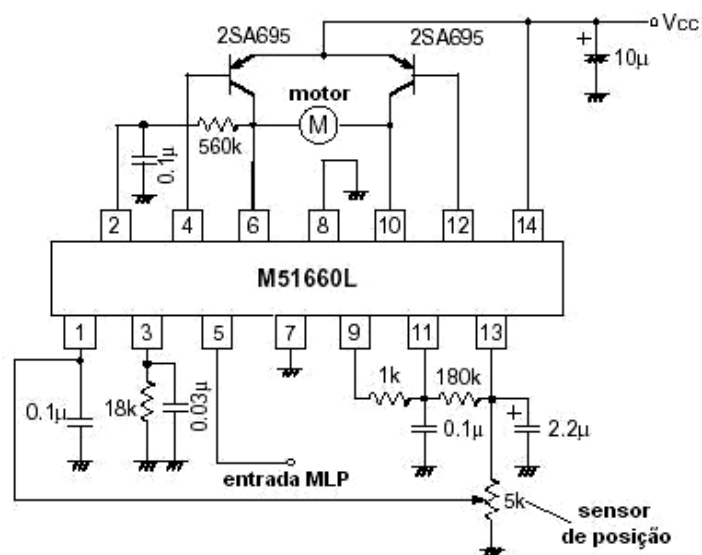 2SA695
2SA695
Vcc
+
10µ
motor
M
560k
0.1µ
2
4
6
8
10
12
14
M51660L
1
3
5
7
9
11
13
1k
180k
+
0.1µ
18k
0.03µ
0.1µ
2.2µ
entrada MLP
5k
sensor
de posição